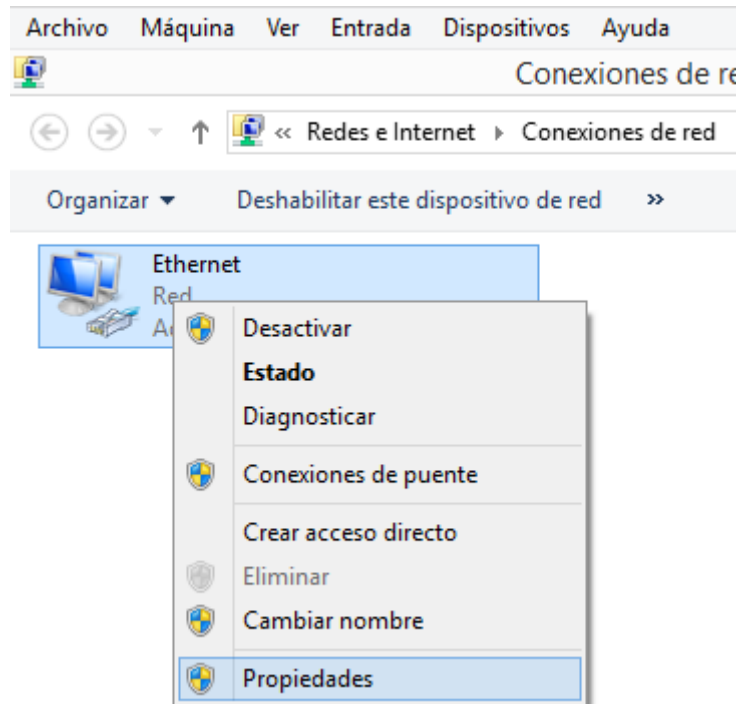 Archivo Máquina Ver Entrada Dispositivos Ayuda
Conexiones de
« Redes e Internet Conexiones de red
Organizar Deshabilitar este dispositivo de red »
Ethernet
Red
Desactivar
Estado
Diagnosticar
Conexiones de puente
Crear acceso directo
Eliminar
Cambiar nombre
Propiedades